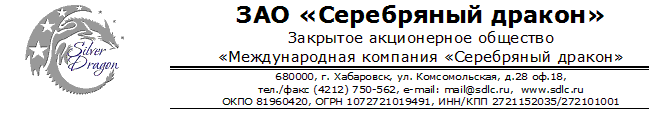 Silver
Dragon
ЗАО «Серебряный дракон»
Закрытое акционерное общество
«Международная компания «Серебряный дракон»
680000, г. Хабаровск, ул. Комсомольская, д.28 оф.18,
тел./факс (4212) 750-562, e-mail: mail@sdlc.ru, www.sdlc.ru
ОКПО 81960420, ОГРН 1072721019491, ИНН/КПП 2721152035/272101001